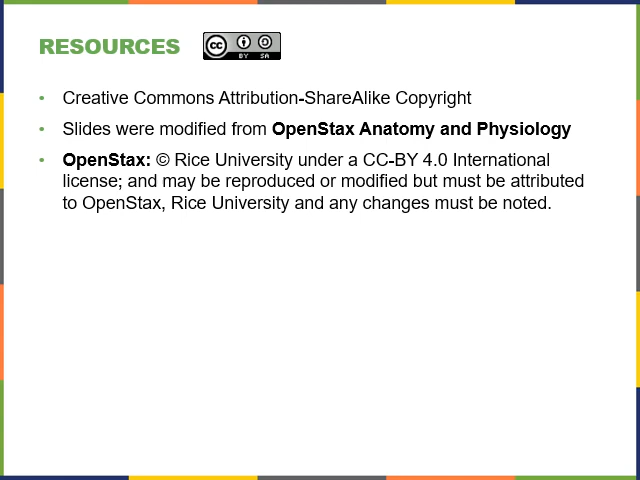 RESOURCES
cc BY SA
• Creative Commons Attribution-ShareAlike Copyright
• Slides were modified from OpenStax Anatomy and Physiology
• OpenStax: © Rice University under a CC-BY 4.0 International
license; and may be reproduced or modified but must be attributed
to OpenStax, Rice University and any changes must be noted.